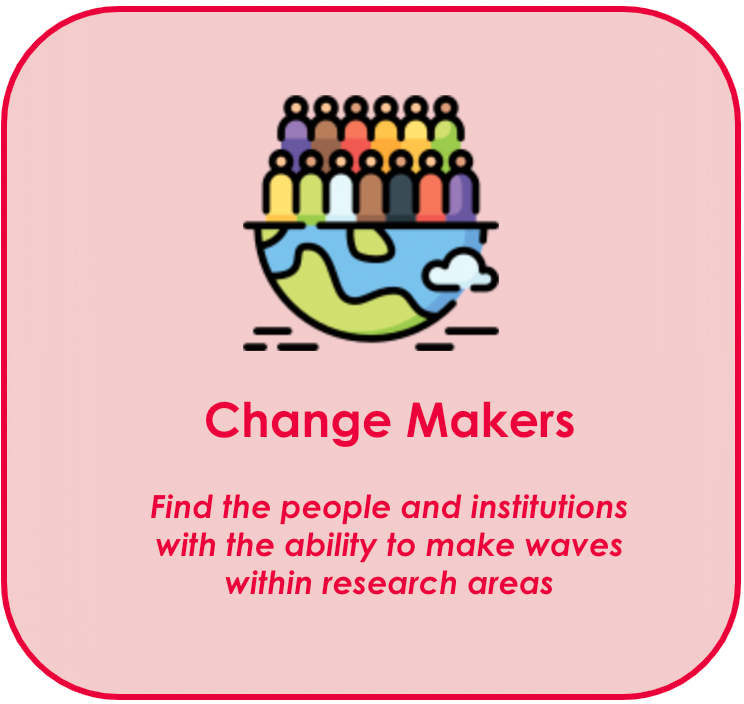 Change Makers
Find the people and institutions
with the ability to make waves
within research areas